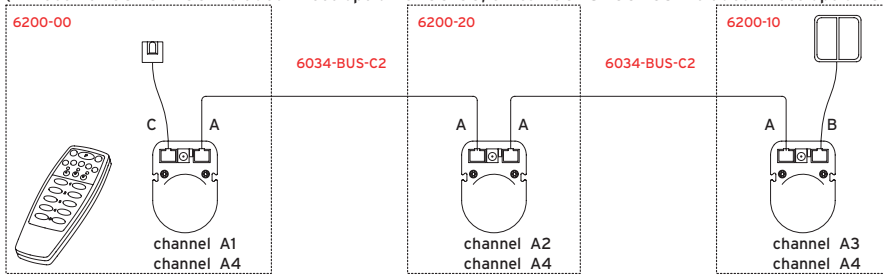 6200-00
6200-20
6200-10
6034-BUS-C2
6034-BUS-C2
C A
A A
A B
channel A1
channel A4
channel A2
channel A4
channel A3
channel A4